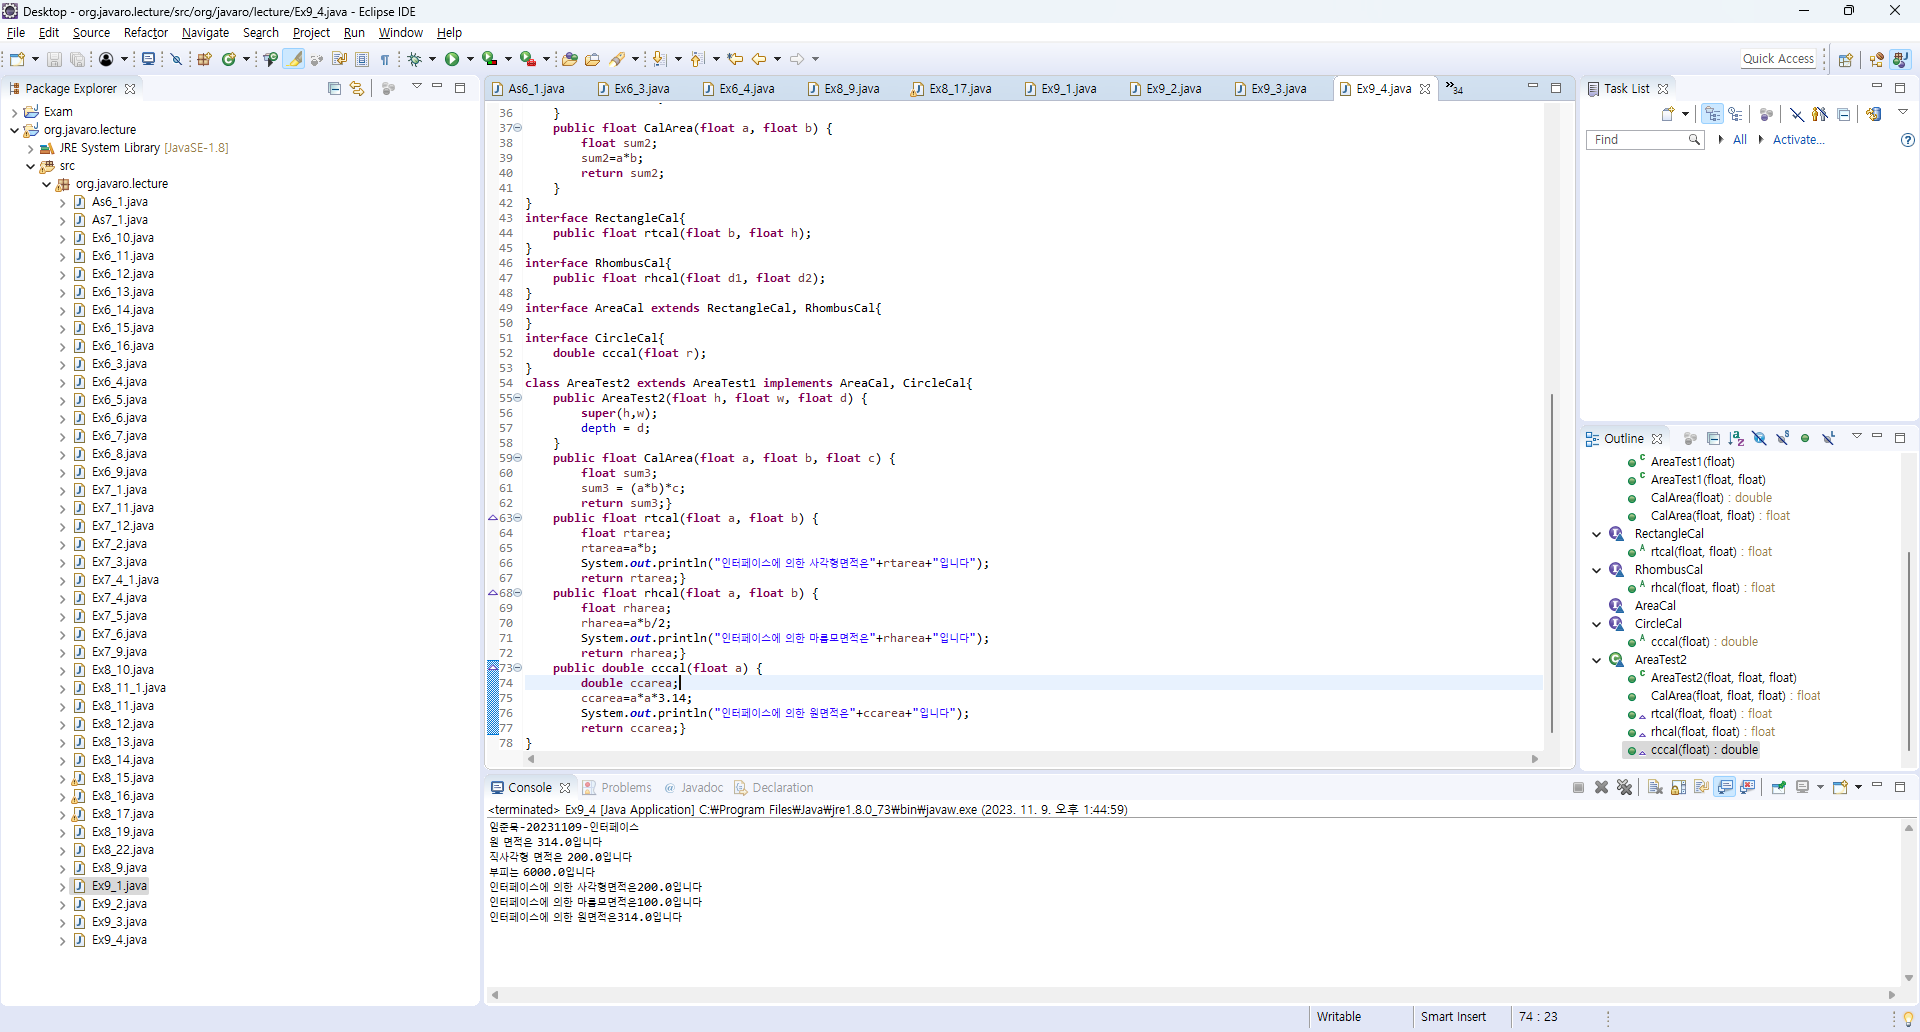 Desktop - org.javaro.lecture/src/org/javaro/lecture/Ex9_4.java - Eclipse IDE
File Edit Source Refactor Navigate Search Project Run Window Help
Quick Access
Package Explorer
Exam
org.javaro.lecture
JRE System Library [JavaSE-1.8]
src
org.javaro.lecture
As6_1.java
As7_1.java
Ex6_10.java
Ex6_11.java
Ex6_12.java
Ex6_13.java
Ex6_14.java
Ex6_15.java
Ex6_16.java
Ex6_3.java
Ex6_4.java
Ex6_5.java
Ex6_6.java
Ex6_7.java
Ex6_8.java
Ex6_9.java
Ex7_1.java
Ex7_11.java
Ex7_12.java
Ex7_2.java
Ex7_3.java
Ex7_4_1.java
Ex7_4.java
Ex7_5.java
Ex7_6.java
Ex7_9.java
Ex8_10.java
Ex8_11_1.java
Ex8_11.java
Ex8_12.java
Ex8_13.java
Ex8_14.java
Ex8_15.java
Ex8_16.java
Ex8_17.java
Ex8_19.java
Ex8_22.java
Ex8_9.java
Ex9_1.java
Ex9_2.java
Ex9_3.java
Ex9_4.java
As6_1.java Ex6_3.java Ex6_4.java Ex8_9.java Ex8_17.java Ex9_1.java Ex9_2.java Ex9_3.java Ex9_4.java »34
36 }
37 public float CalArea(float a, float b) {
38 float sum2;
39 sum2=a*b;
40 return sum2;
41 }
42 }
43 interface RectangleCal{
44 public float rtcal(float b, float h);
45 }
46 interface RhombusCal{
47 public float rhcal(float d1, float d2);
48 }
49 interface AreaCal extends RectangleCal, RhombusCal{
50 }
51 interface CircleCal{
52 double cccal(float r);
53 }
54 class AreaTest2 extends AreaTest1 implements AreaCal, CircleCal{
55 public AreaTest2(float h, float w, float d) {
56 super(h,w);
57 depth = d;
58 }
59 public float CalArea(float a, float b, float c) {
60 float sum3;
61 sum3 = (a*b)*c;
62 return sum3;}
63 public float rtcal(float a, float b) {
64 float rtarea;
65 rtarea=a*b;
66 System.out.println("인터페이스에 의한 사각형면적은"+rtarea+"입니다");
67 return rtarea;}
68 public float rhcal(float a, float b) {
69 float rharea;
70 rharea=a*b/2;
71 System.out.println("인터페이스에 의한 마름모면적은"+rharea+"입니다");
72 return rharea;}
73 public double cccal(float a) {
74 double ccarea;
75 ccarea=a*a*3.14;
76 System.out.println("인터페이스에 의한 원면적은"+ccarea+"입니다");
77 return ccarea;}
78 }
Task List
Find All Activate...
Outline
AreaTest1(float)
AreaTest1(float, float)
CalArea(float) : double
CalArea(float, float) : float
RectangleCal
rtcal(float, float) : float
RhombusCal
rhcal(float, float) : float
AreaCal
CircleCal
cccal(float) : double
AreaTest2
AreaTest2(float, float, float)
CalArea(float, float, float) : float
rtcal(float, float) : float
rhcal(float, float) : float
cccal(float) : double
Console Problems Javadoc Declaration
<terminated> Ex9_4 [Java Application] C:₩Program Files₩Java₩jre1.8.0_73₩bin₩javaw.exe (2023. 11. 9. 오후 1:44:59)
임준묵-20231109-인터페이스
원 면적은 314.0입니다
직사각형 면적은 200.0입니다
부피는 6000.0입니다
인터페이스에 의한 사각형면적은200.0입니다
인터페이스에 의한 마름모면적은100.0입니다
인터페이스에 의한 원면적은314.0입니다
Writable Smart Insert 74 : 23